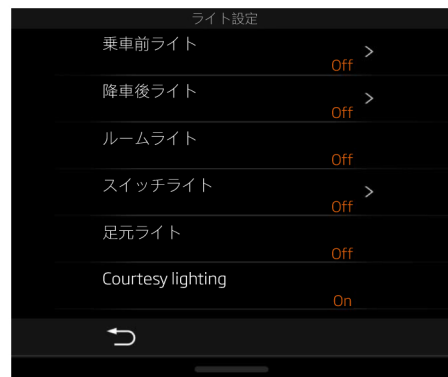 ライト設定
乗車前ライト
Off
降車後ライト
Off
ルームライト
Off
スイッチライト
Off
足元ライト
Off
Courtesy lighting
On